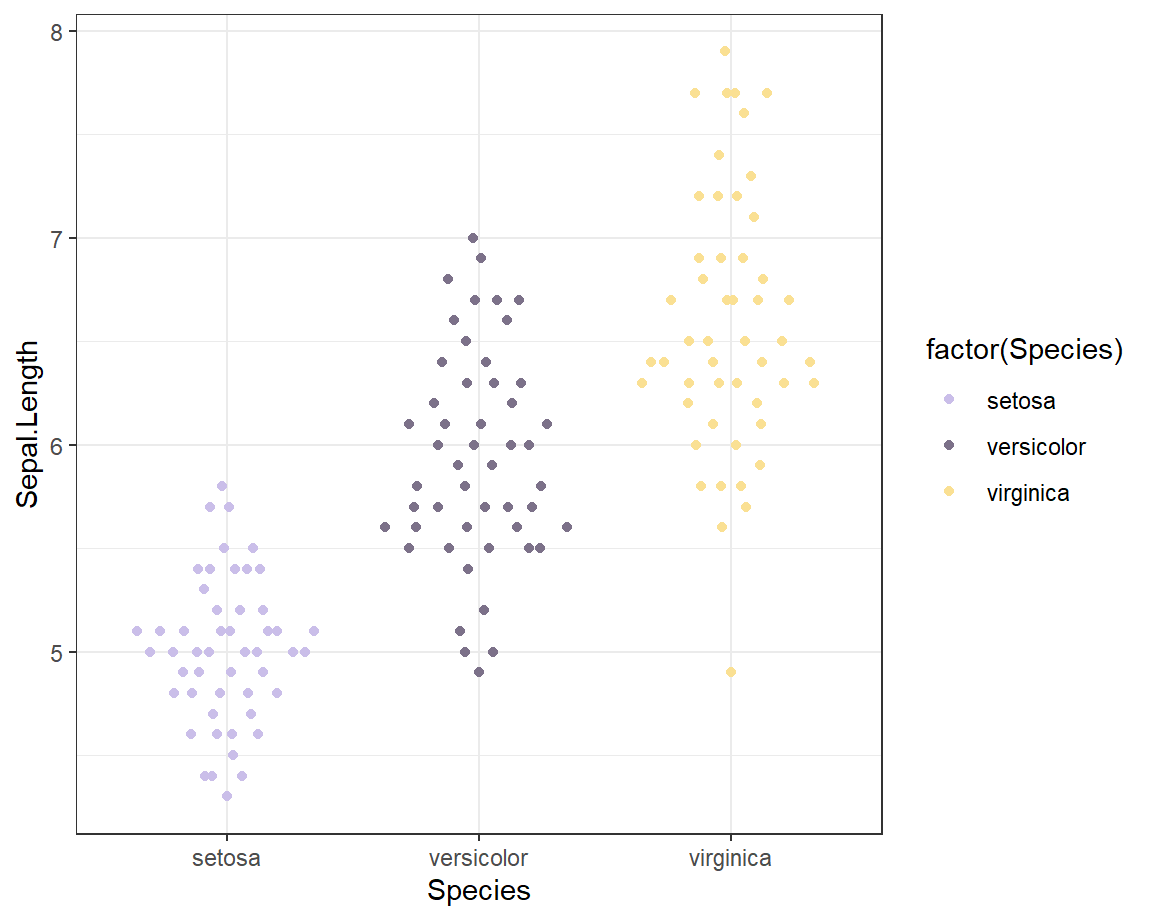 8
7
6
5
Sepal.Length
setosa
versicolor
virginica
Species
factor(Species)
setosa
versicolor
virginica